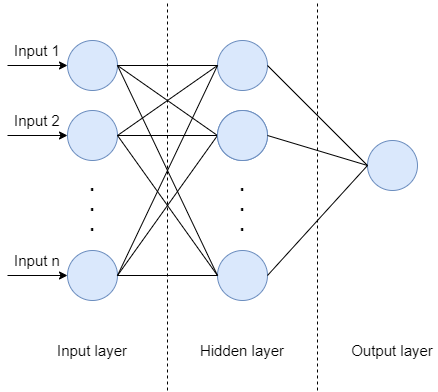 Input 1
Input 2
Input n
Input layer
Hidden layer
Output layer